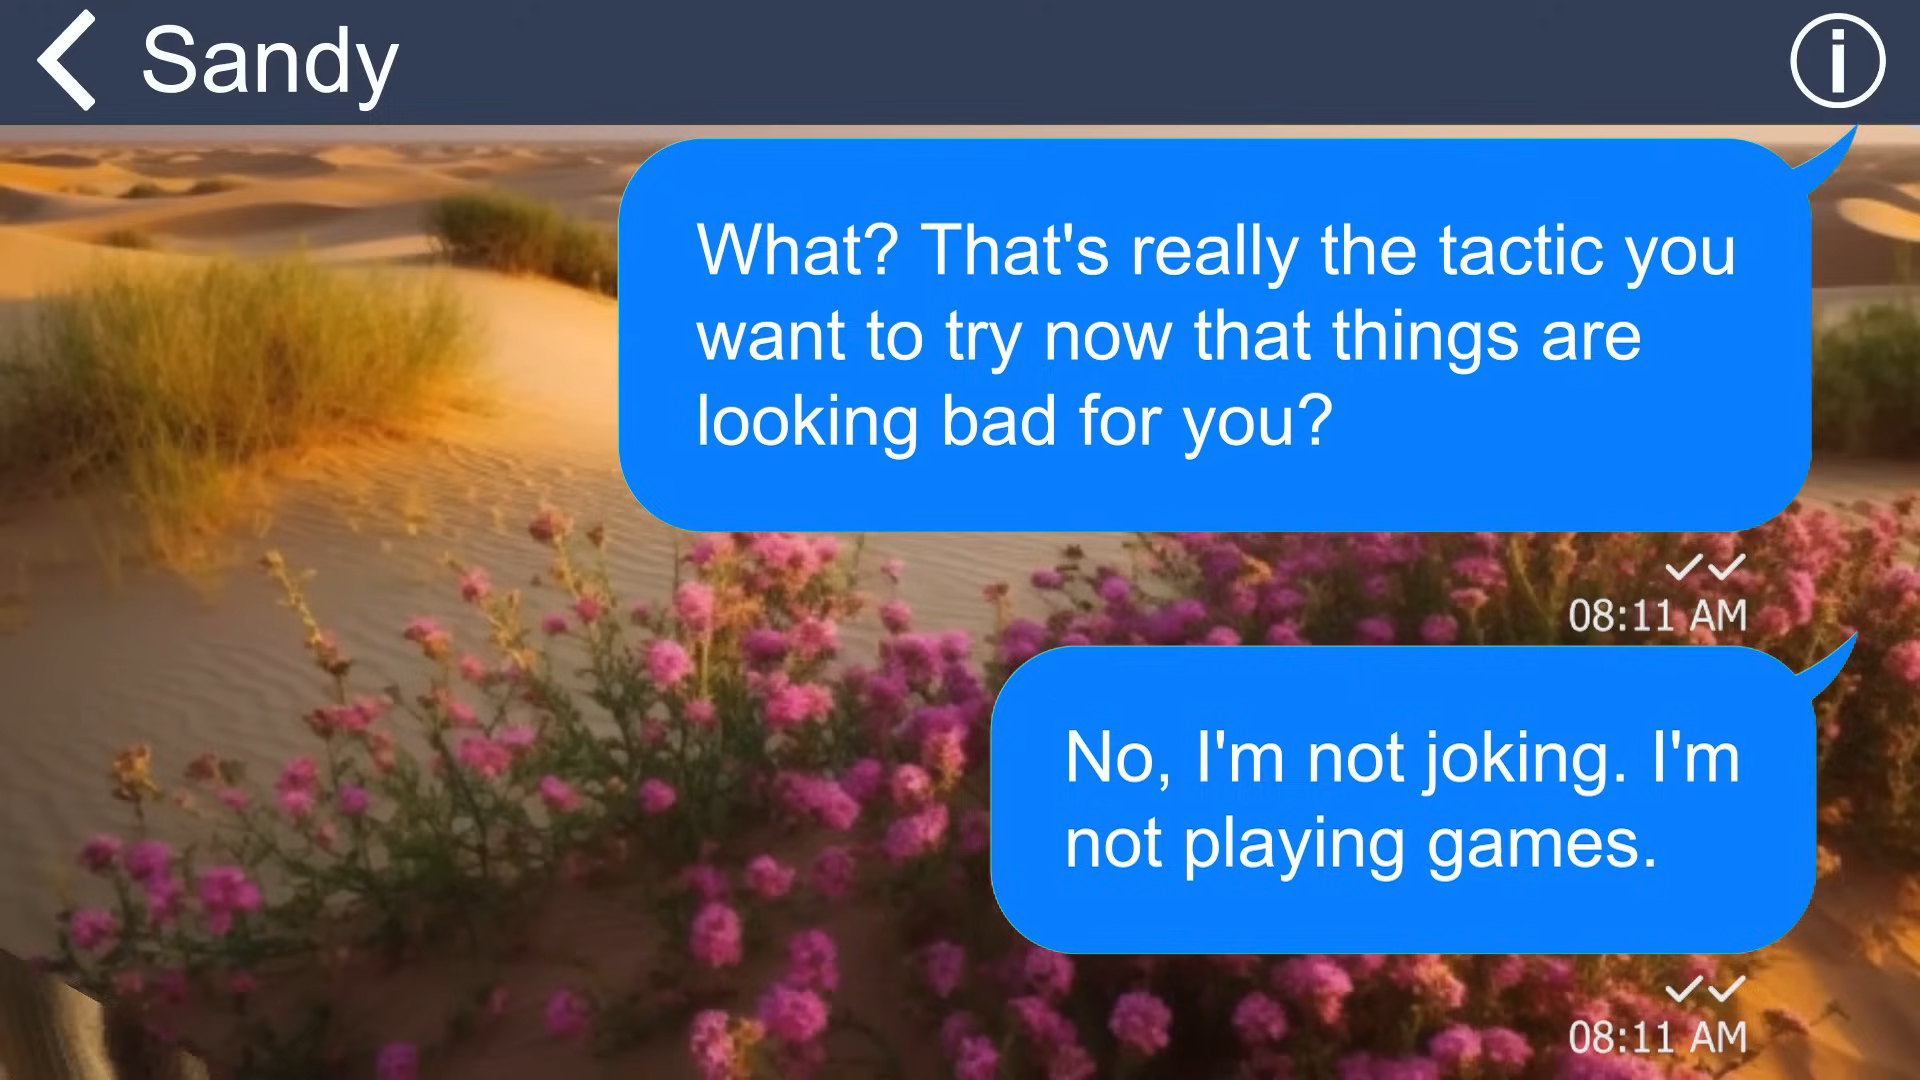 Sandy
What? That's really the tactic you
want to try now that things are
looking bad for you?
08:11 AM
No, I'm not joking. I'm
not playing games.
08:11 AM